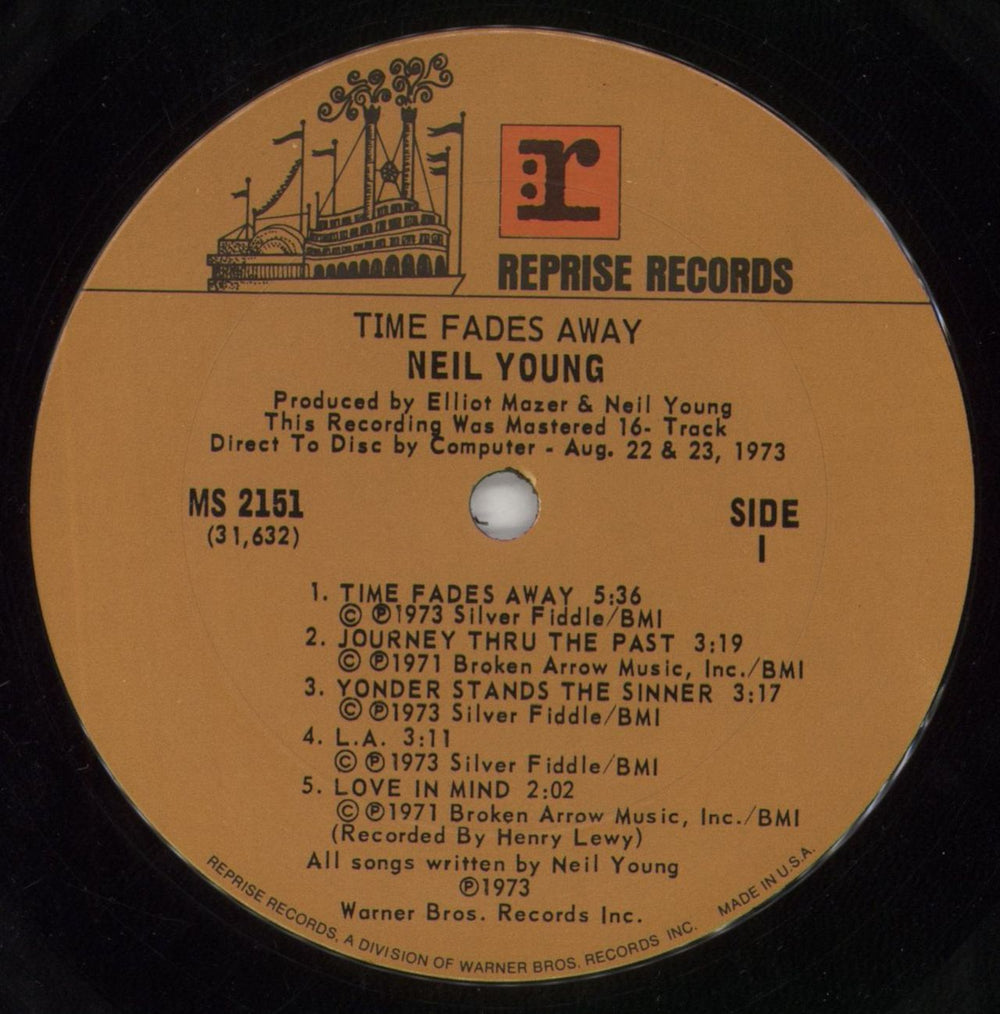 r
REPRISE RECORDS
TIME FADES AWAY
NEIL YOUNG
Produced by Elliot Mazer & Neil Young
This Recording Was Mastered 16- Track
Direct To Disc by Computer - Aug. 22 & 23, 1973
MS 2151
(31,632)
SIDE
1
1. TIME FADES AWAY 5:36
© ℗1973 Silver Fiddle/BMI
2. JOURNEY THRU THE PAST 3:19
© ℗1971 Broken Arrow Music, Inc./BMI
3. YONDER STANDS THE SINNER 3:17
© ℗1973 Silver Fiddle/BMI
4. L.A. 3:11
© ℗1973 Silver Fiddle/BMI
5. LOVE IN MIND 2:02
© ℗1971 Broken Arrow Music, Inc./BMI
(Recorded By Henry Lewy)
All songs written by Neil Young
℗1973
Warner Bros. Records Inc.
REPRISE RECORDS, A DIVISION OF WARNER BROS. RECORDS INC. MADE IN U.S.A.